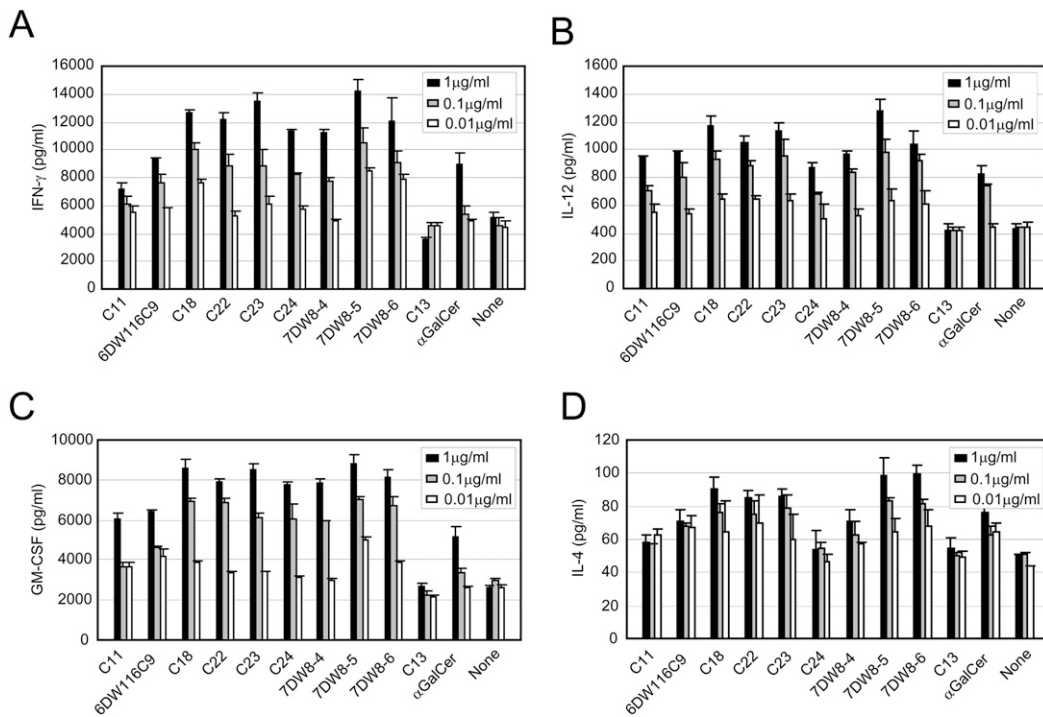 A
IFN-γ (pg/ml)
16000
14000
12000
10000
8000
6000
4000
2000
0
1μg/ml
0.1μg/ml
0.01μg/ml
C11
6DW116C9
C18
C22
C23
C24
7DW8-4
7DW8-5
7DW8-6
C13
αGalCer
None
B
IL-12 (pg/ml)
1600
1400
1200
1000
800
600
400
200
0
1μg/ml
0.1μg/ml
0.01μg/ml
C11
6DW116C9
C18
C22
C23
C24
7DW8-4
7DW8-5
7DW8-6
C13
αGalCer
None
C
GM-CSF (pg/ml)
10000
8000
6000
4000
2000
0
1μg/ml
0.1μg/ml
0.01μg/ml
C11
6DW116C9
C18
C22
C23
C24
7DW8-4
7DW8-5
7DW8-6
C13
αGalCer
None
D
IL-4 (pg/ml)
120
100
80
60
40
20
0
1μg/ml
0.1μg/ml
0.01μg/ml
C11
6DW116C9
C18
C22
C23
C24
7DW8-4
7DW8-5
7DW8-6
C13
αGalCer
None